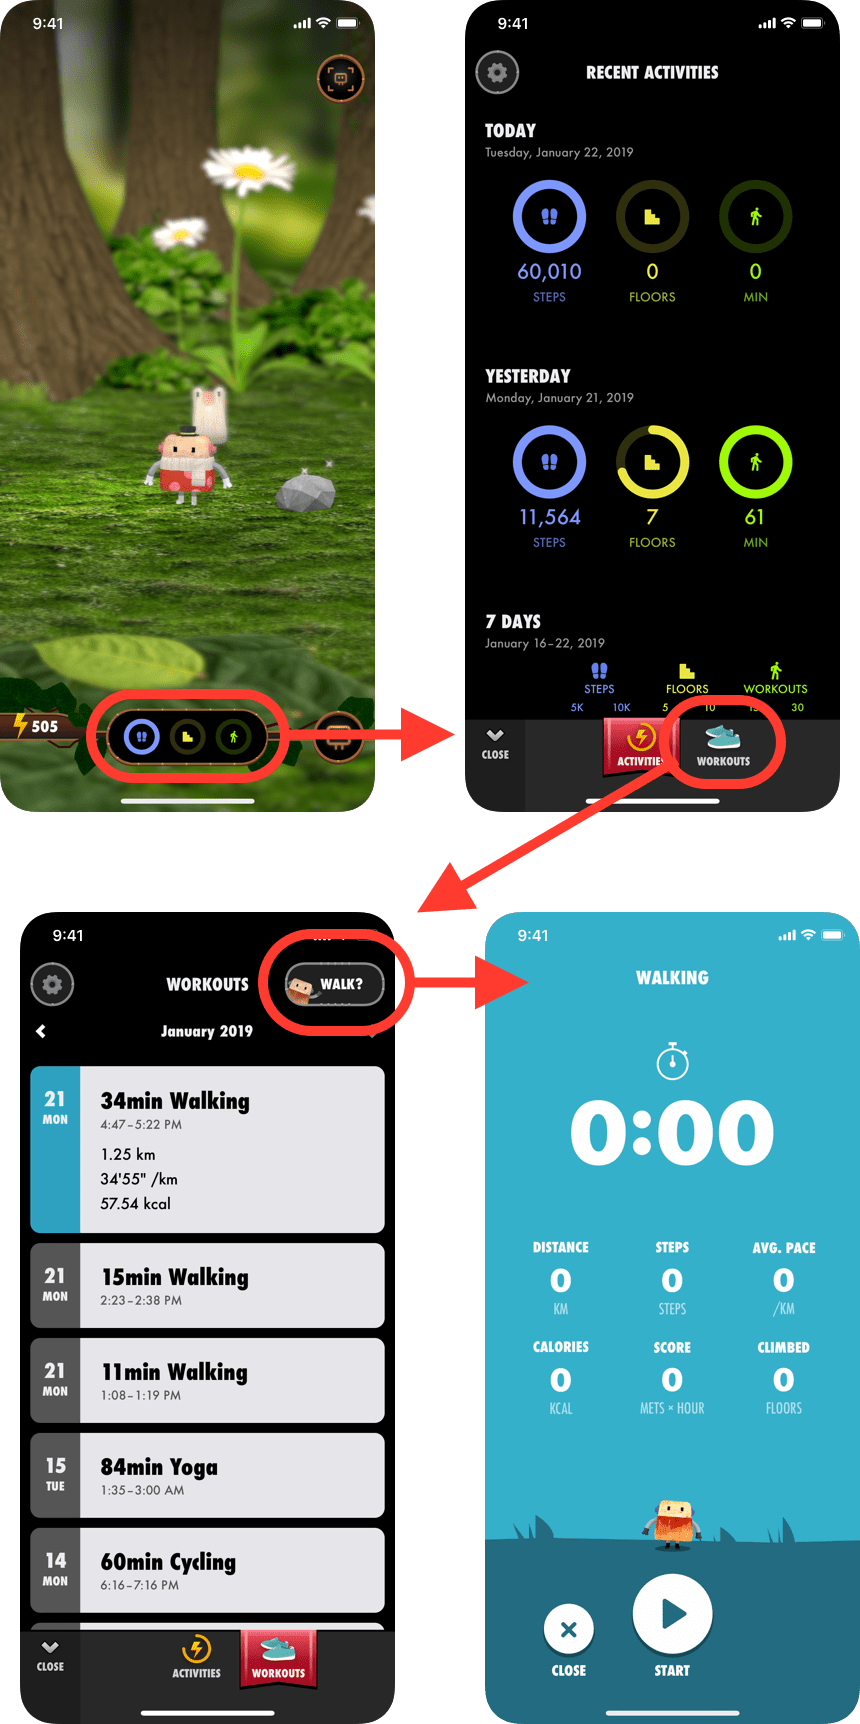 9:41
505
9:41
RECENT ACTIVITIES
TODAY
Tuesday, January 22, 2019
60,010 0 0
STEPS FLOORS MIN
YESTERDAY
Monday, January 21, 2019
11,564 7 61
STEPS FLOORS MIN
7 DAYS
January 16–22, 2019
STEPS FLOORS WORKOUTS
5K 10K 5 10 30
CLOSE ACTIVITIES WORKOUTS
9:41
WORKOUTS WALK?
January 2019
21 MON
34min Walking
4:47–5:22 PM
1.25 km
34'55" /km
57.54 kcal
21 MON
15min Walking
2:23–2:38 PM
21 MON
11min Walking
1:08–1:19 PM
15 TUE
84min Yoga
1:35–3:00 AM
14 MON
60min Cycling
6:16–7:16 PM
CLOSE ACTIVITIES WORKOUTS
9:41
WALKING
0:00
DISTANCE STEPS AVG. PACE
0 0 0
KM STEPS /KM
CALORIES SCORE CLIMBED
0 0 0
KCAL METS × HOUR FLOORS
CLOSE START